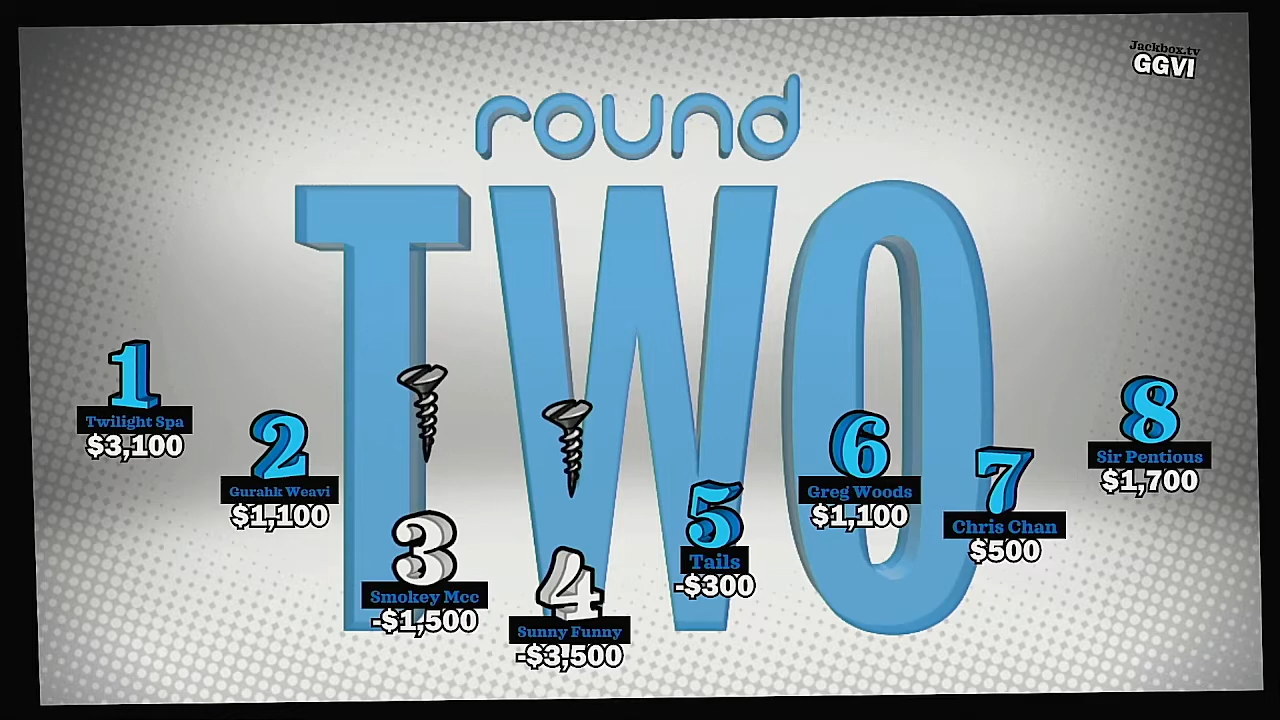 Jackbox.tv
GGVI
round
TWO
1
Twilight Spa
$3,100
2
Gurahk Weavi
$1,100
3
Smokey Mcc
-$1,500
4
Sunny Funny
-$3,500
5
Tails
-$300
6
Greg Woods
$1,100
7
Chris Chan
$500
8
Sir Pentious
$1,700